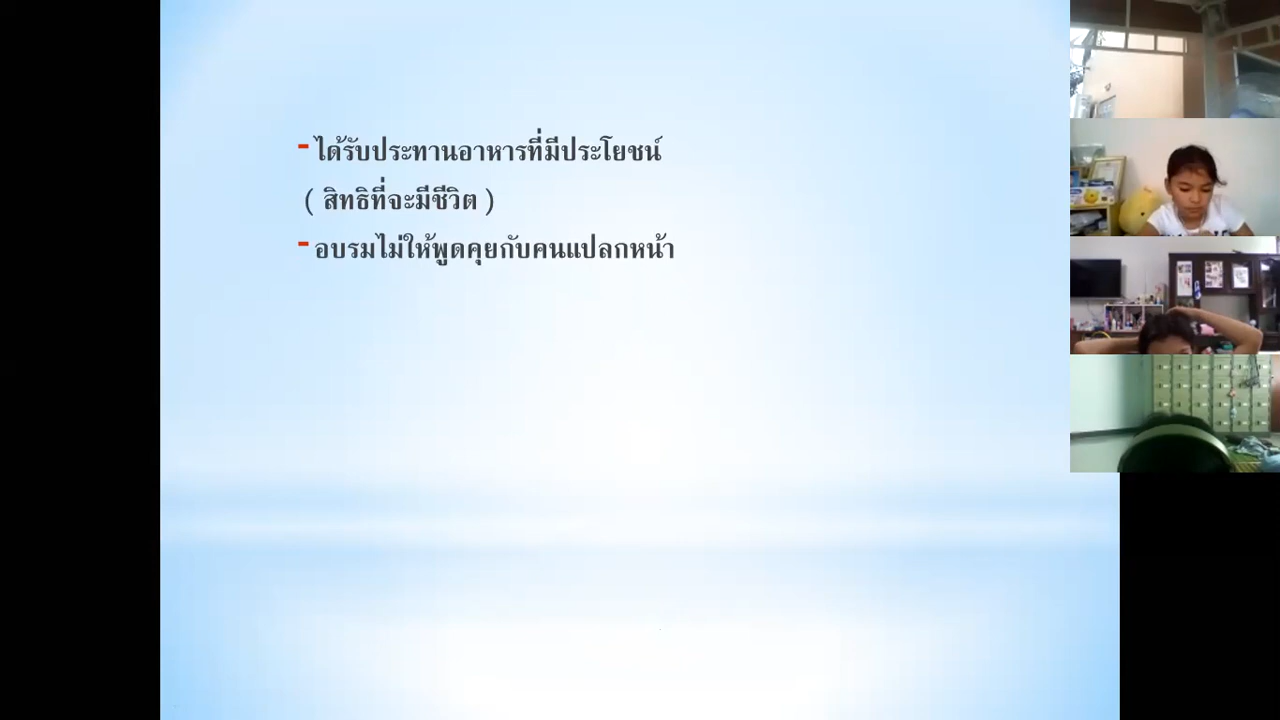 - ได้รับประทานอาหารที่มีประโยชน์
( สิทธิที่จะมีชีวิต )
- อบรมไม่ให้พูดคุยกับคนแปลกหน้า